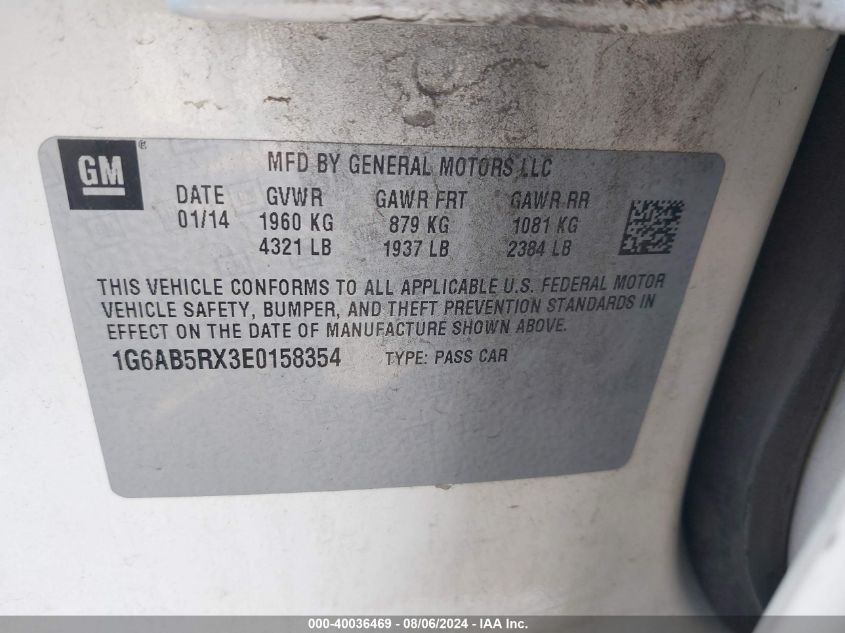 GM ®
MFD BY GENERAL MOTORS LLC
DATE GVWR GAWR FRT GAWR RR
01/14 1960 KG 879 KG 1081 KG
4321 LB 1937 LB 2384 LB
THIS VEHICLE CONFORMS TO ALL APPLICABLE U.S. FEDERAL MOTOR
VEHICLE SAFETY, BUMPER, AND THEFT PREVENTION STANDARDS IN
EFFECT ON THE DATE OF MANUFACTURE SHOWN ABOVE.
1G6AB5RX3E0158354 TYPE: PASS CAR
000-40036469 - 08/06/2024 - IAA Inc.